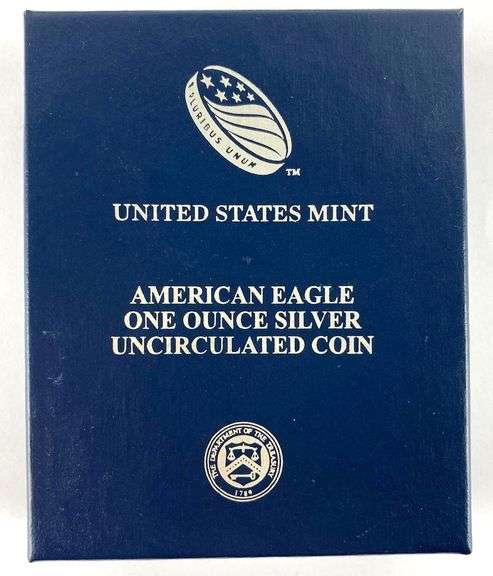 PLURIBUS UNUM
TM
UNITED STATES MINT
AMERICAN EAGLE
ONE OUNCE SILVER
UNCIRCULATED COIN
THE DEPARTMENT OF THE TREASURY
1789